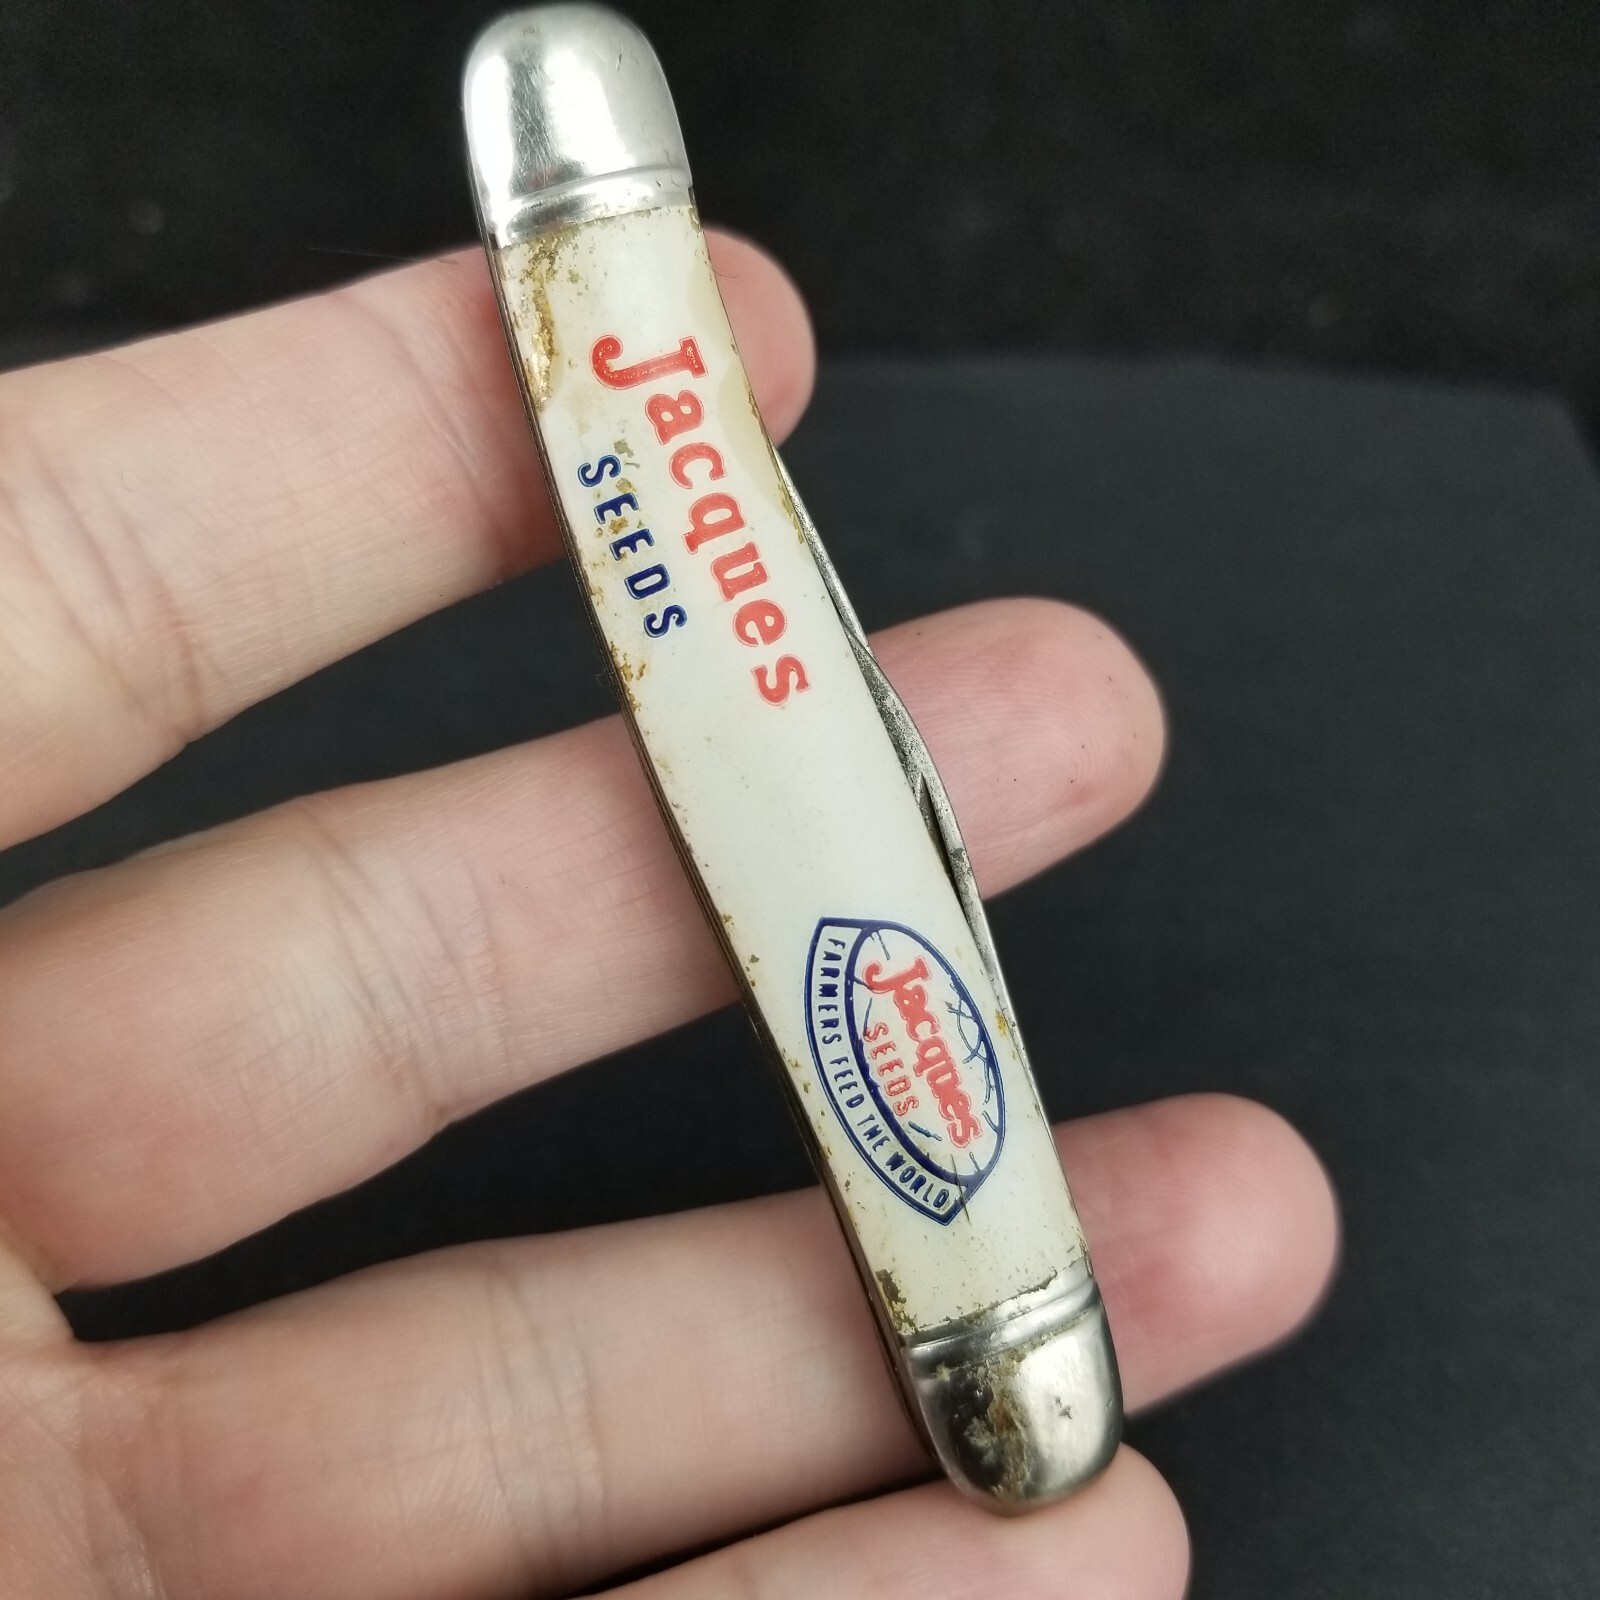 Jacques
SEEDS
Jacques
SEEDS
FARMERS FEED THE WORLD